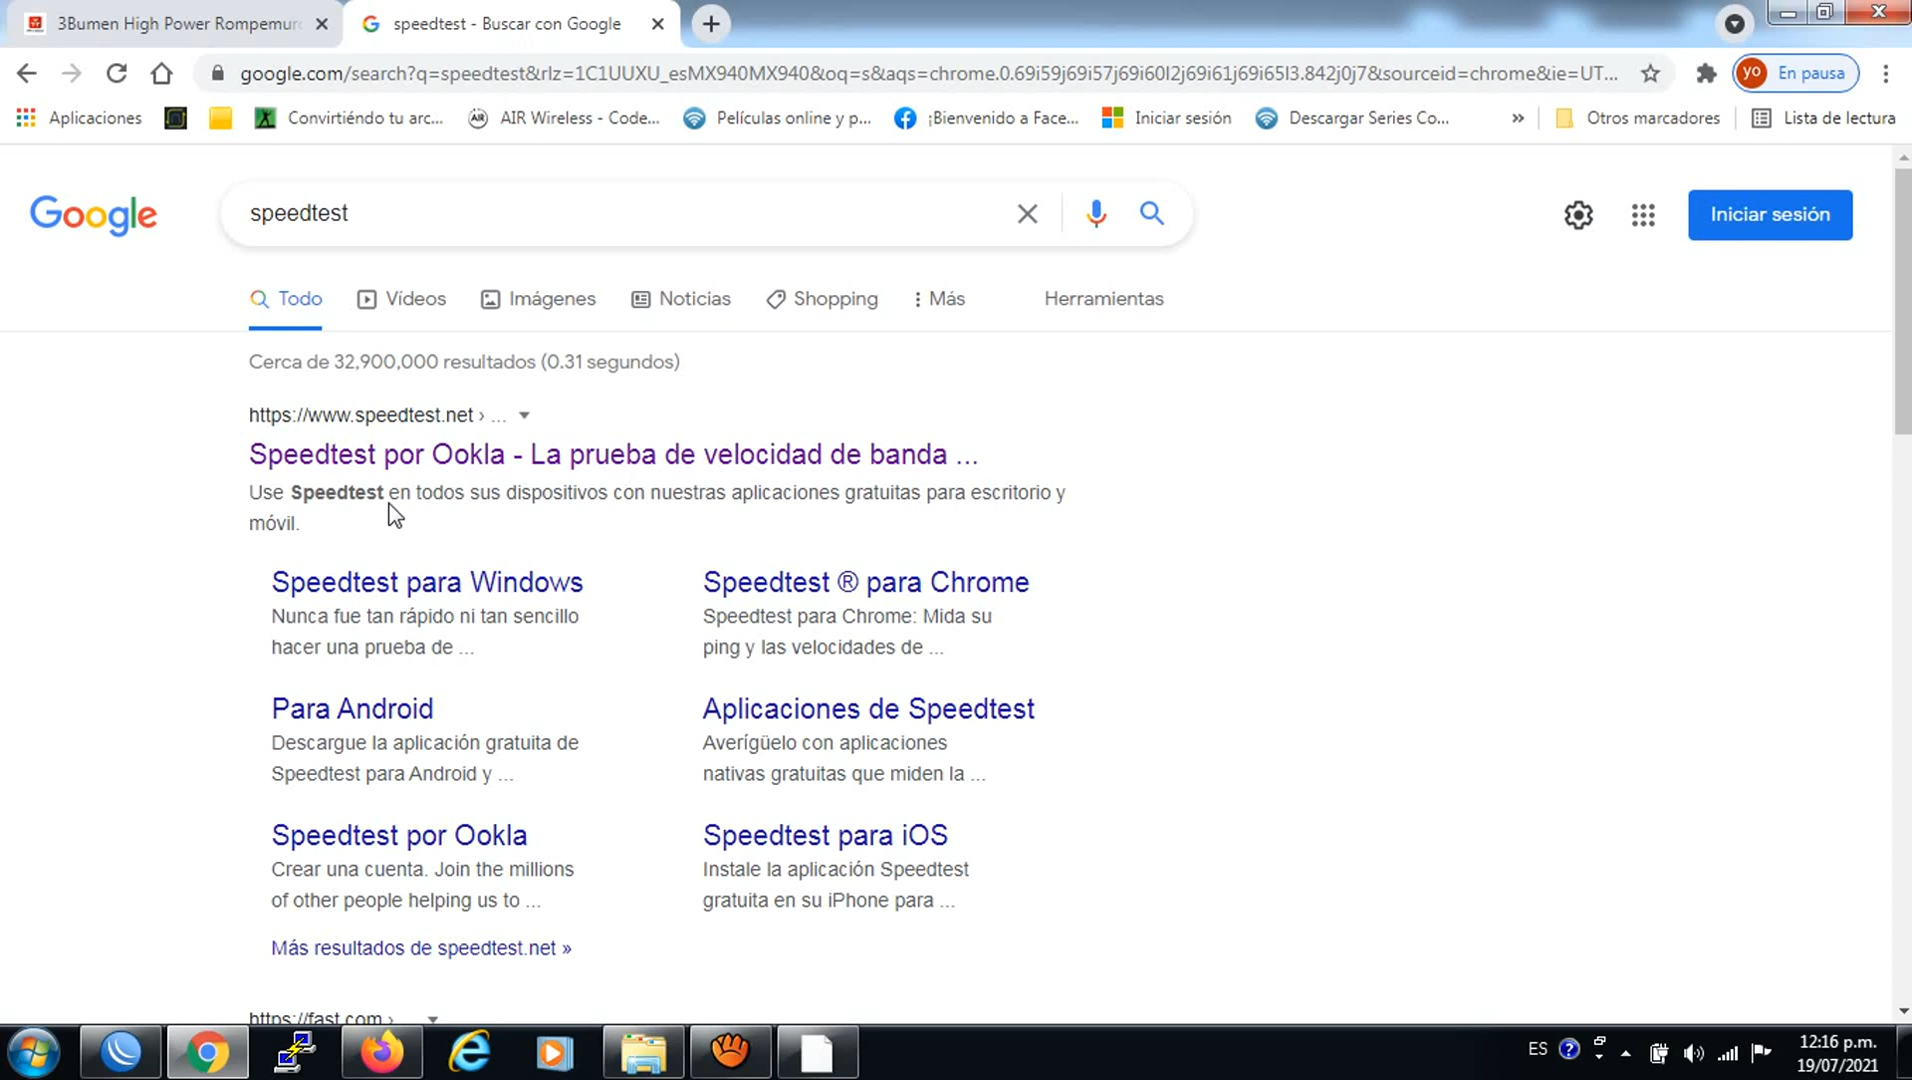 3Bumen High Power Rompemuro
speedtest - Buscar con Google
google.com/search?q=speedtest&rlz=1C1UUXU_esMX940MX940&oq=s&aqs=chrome.0.69i59j69i57j69i60l2j69i61j69i65l3.842j0j7&sourceid=chrome&ie=UT...
yo En pausa
Aplicaciones
Convirtiéndo tu arc...
AIR Wireless - Code...
Películas online y p...
¡Bienvenido a Face...
Iniciar sesión
Descargar Series Co...
»
Otros marcadores
Lista de lectura
Google
speedtest
Iniciar sesión
Todo
Vídeos
Imágenes
Noticias
Shopping
Más
Herramientas
Cerca de 32,900,000 resultados (0.31 segundos)
https://www.speedtest.net › ...
Speedtest por Ookla - La prueba de velocidad de banda ...
Use Speedtest en todos sus dispositivos con nuestras aplicaciones gratuitas para escritorio y
móvil.
Speedtest para Windows
Nunca fue tan rápido ni tan sencillo
hacer una prueba de ...
Speedtest ® para Chrome
Speedtest para Chrome: Mida su
ping y las velocidades de ...
Para Android
Descargue la aplicación gratuita de
Speedtest para Android y ...
Aplicaciones de Speedtest
Averígüelo con aplicaciones
nativas gratuitas que miden la ...
Speedtest por Ookla
Crear una cuenta. Join the millions
of other people helping us to ...
Speedtest para iOS
Instale la aplicación Speedtest
gratuita en su iPhone para ...
Más resultados de speedtest.net »
https://fast.com ›
ES
12:16 p.m.
19/07/2021